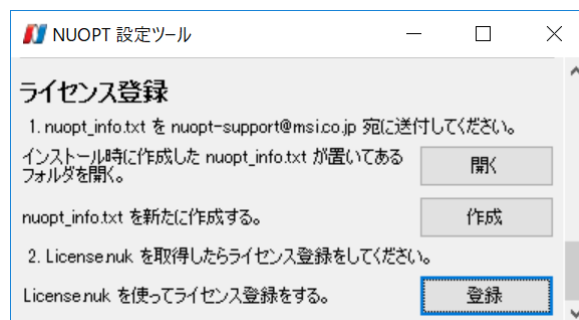 NUOPT 設定ツール
ライセンス登録
1. nuopt_info.txt を nuopt-support@msi.co.jp 宛に送付してください。
インストール時に作成した nuopt_info.txt が置いてある
フォルダを開く。
開く
nuopt_info.txt を新たに作成する。
作成
2. License.nuk を取得したらライセンス登録をしてください。
License.nuk を使ってライセンス登録をする。
登録